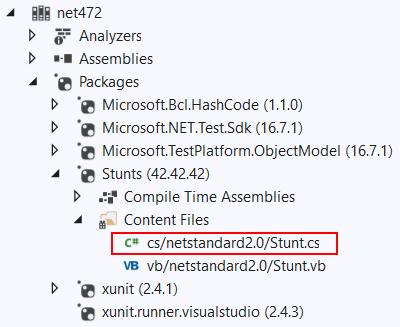 net472
Analyzers
Assemblies
Packages
Microsoft.Bcl.HashCode (1.1.0)
Microsoft.NET.Test.Sdk (16.7.1)
Microsoft.TestPlatform.ObjectModel (16.7.1)
Stunts (42.42.42)
Compile Time Assemblies
Content Files
C# cs/netstandard2.0/Stunt.cs
VB vb/netstandard2.0/Stunt.vb
xunit (2.4.1)
xunit.runner.visualstudio (2.4.3)